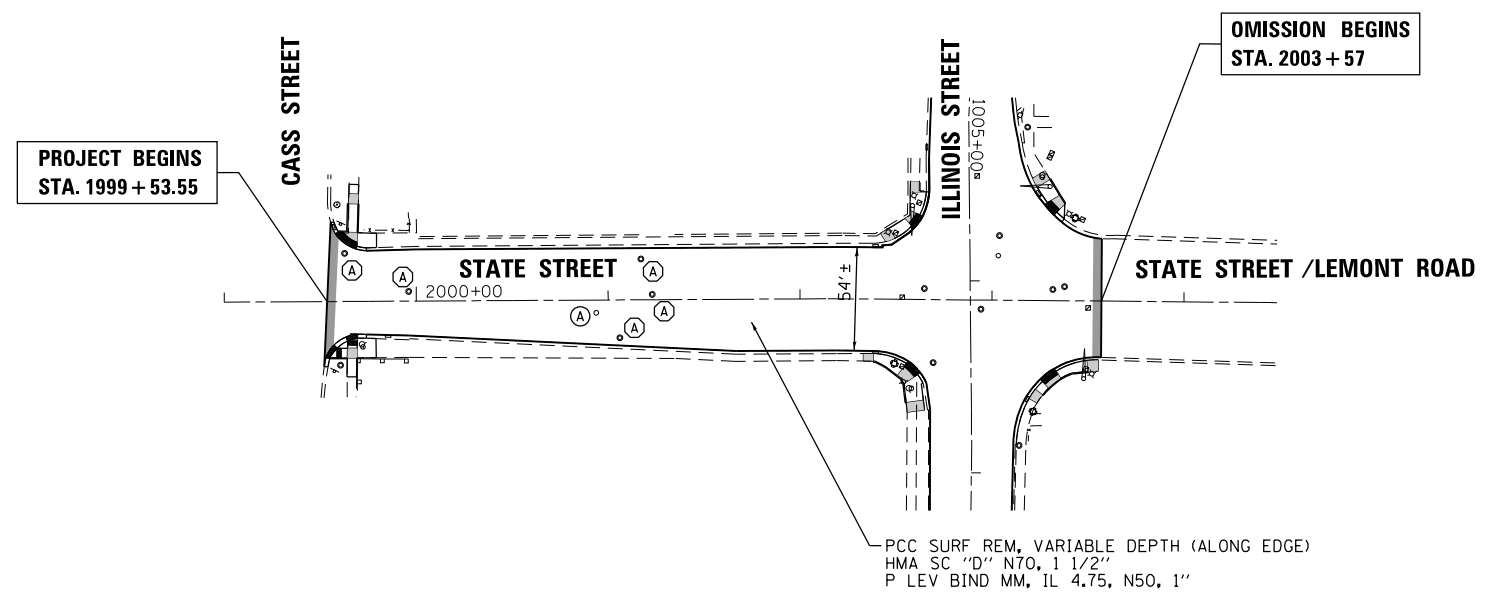 OMISSION BEGINS
STA. 2003+57
CASS STREET
ILLINOIS STREET
1005+00
PROJECT BEGINS
STA. 1999+53.55
STATE STREET
STATE STREET /LEMONT ROAD
A
A
A
2000+00
54'±
A
A
A
PCC SURF REM, VARIABLE DEPTH (ALONG EDGE)
HMA SC "D" N70, 1 1/2"
P LEV BIND MM, IL 4.75, N50, 1"